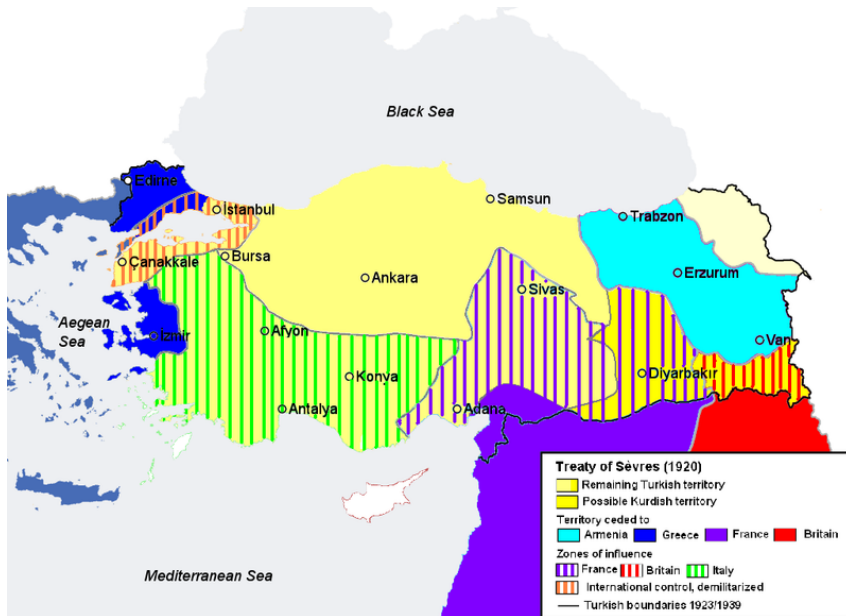 Black Sea
Edirne
Samsun
İstanbul
Trabzon
Bursa
Çanakkale
Ankara
Erzurum
Sivas
Aegean
Sea
İzmir
Afyon
Van
Konya
Diyarbakır
Antalya
Adana
Mediterranean Sea
Treaty of Sèvres (1920)
Remaining Turkish territory
Possible Kurdish territory
Territory ceded to
Armenia Greece France Britain
Zones of influence
France Britain Italy
International control, demilitarized
Turkish boundaries 1923/1939